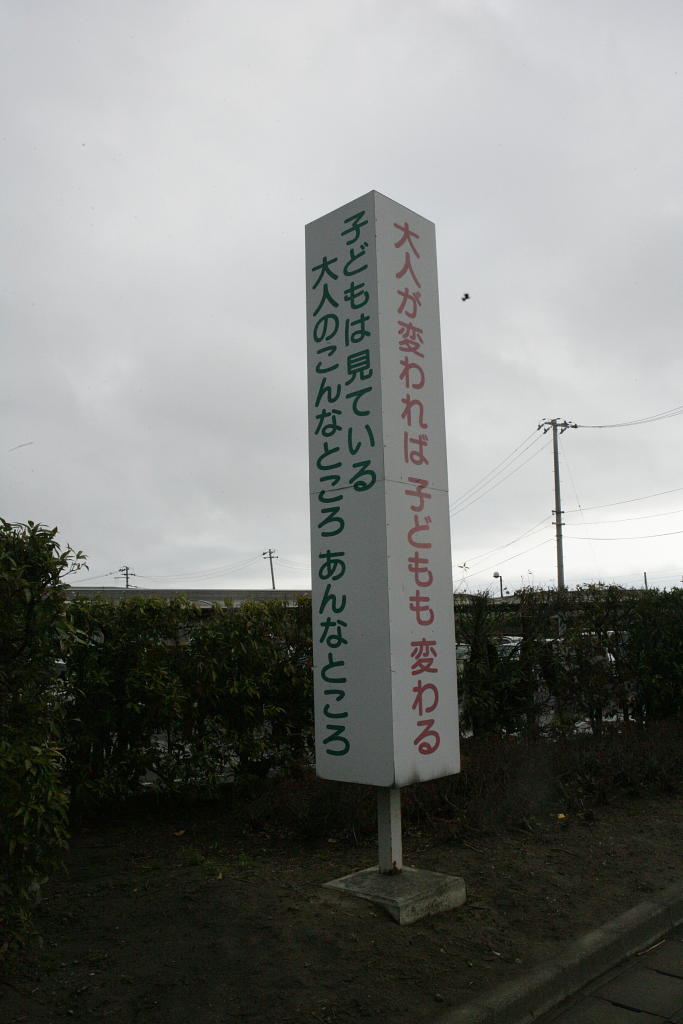 子どもは見ている
大人のこんなところ あんなところ
大人が変われば 子どもも 変わる